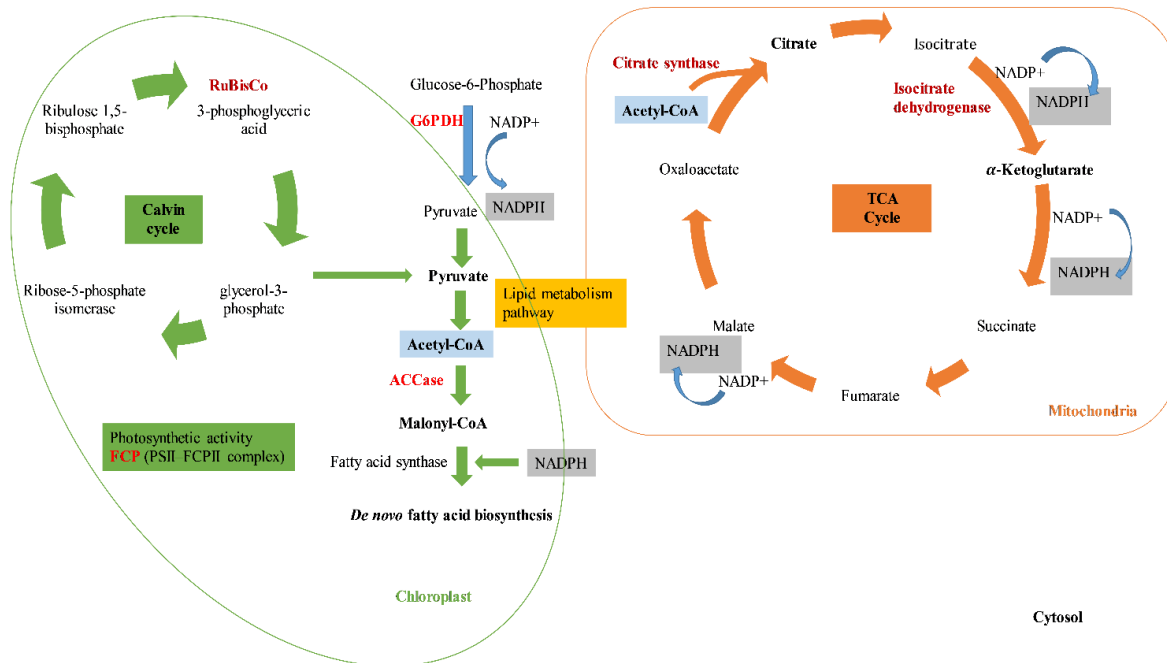 RuBisCo
Ribulose 1,5-
bisphosphate
3-phosphoglyceric
acid
Calvin
cycle
Ribose-5-phosphate
isomerase
glycerol-3-
phosphate
Photosynthetic activity
FCP (PSII–FCPII complex)
Glucose-6-Phosphate
G6PDH
NADP+
NADPH
Pyruvate
Pyruvate
Lipid metabolism
pathway
Acetyl-CoA
ACCase
Malonyl-CoA
Fatty acid synthase
NADPH
De novo fatty acid biosynthesis
Chloroplast
Citrate
Isocitrate
Citrate synthase
Acetyl-CoA
NADP+
NADPH
Isocitrate
dehydrogenase
Oxaloacetate
α-Ketoglutarate
TCA
Cycle
NADP+
NADPH
Malate
NADPH
NADP+
Succinate
Fumarate
Mitochondria
Cytosol